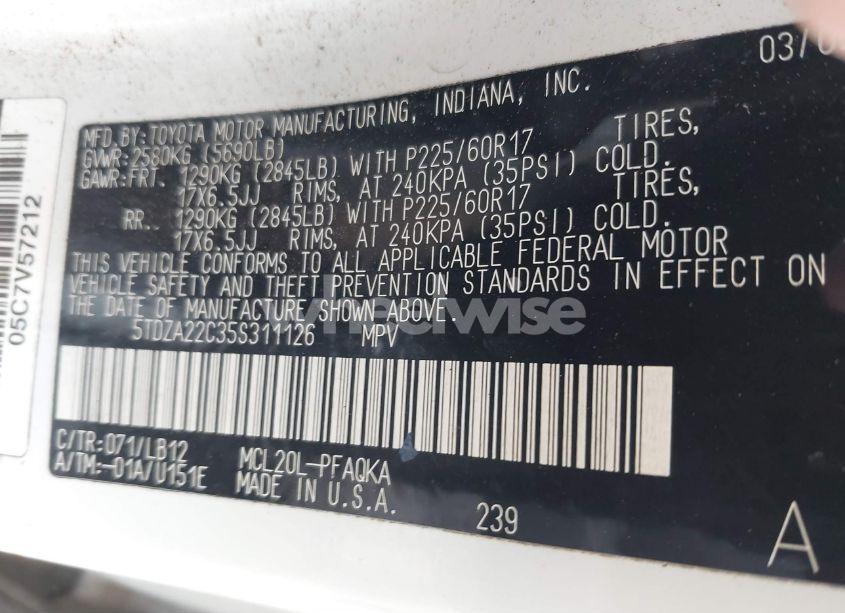 03/0
MFD.BY:TOYOTA MOTOR MANUFACTURING, INDIANA, INC.
GVWR:2580KG (5690LB)
GAWR:FRT. 1290KG (2845LB) WITH P225/60R17 TIRES,
17X6.5JJ RIMS, AT 240KPA (35PSI) COLD.
RR. 1290KG (2845LB) WITH P225/60R17 TIRES,
17X6.5JJ RIMS, AT 240KPA (35PSI) COLD.
THIS VEHICLE CONFORMS TO ALL APPLICABLE FEDERAL MOTOR
VEHICLE SAFETY AND THEFT PREVENTION STANDARDS IN EFFECT ON
THE DATE OF MANUFACTURE SHOWN ABOVE.
5TDZA22C35S311126 MPV
C/TR:071/LB12 MCL20L-PFAQKA
A/TM:-01A/U151E MADE IN U.S.A.
239
A
05C7V57212
wheelwise